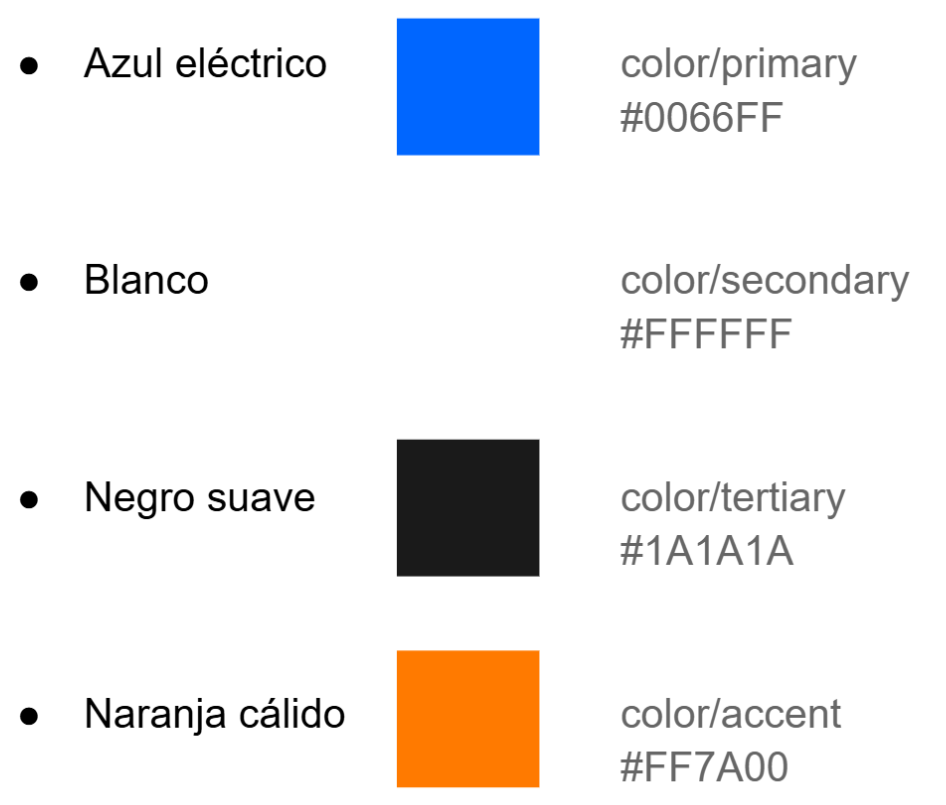 ● Azul eléctrico
color/primary
#0066FF
● Blanco
color/secondary
#FFFFFF
● Negro suave
color/tertiary
#1A1A1A
● Naranja cálido
color/accent
#FF7A00